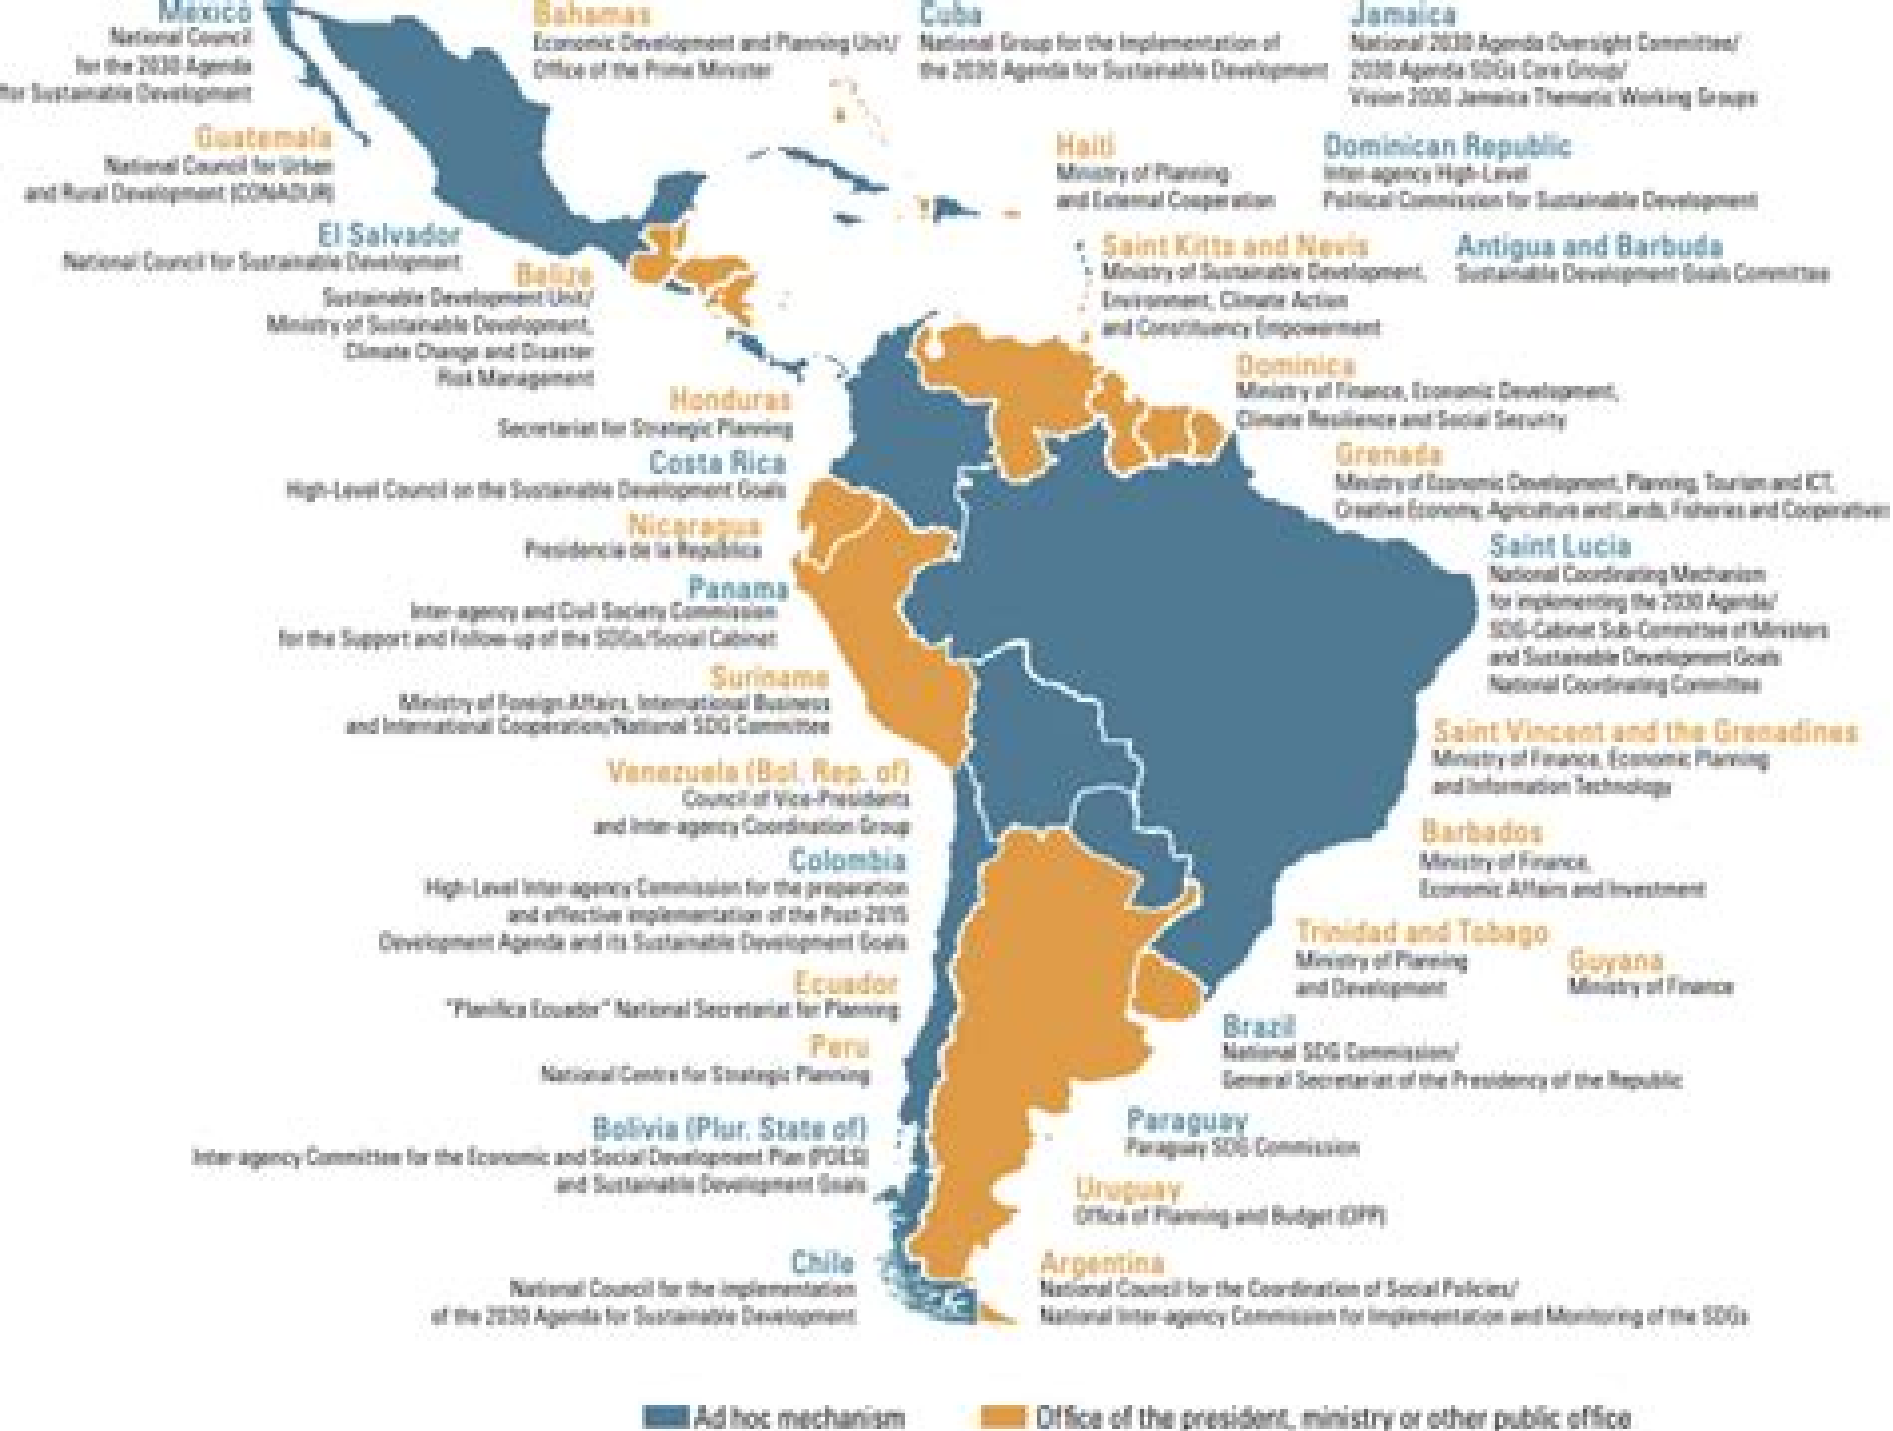 Mexico
National Council
for the 2030 Agenda
for Sustainable Development
Guatemala
National Council for Urban
and Rural Development (CONADUR)
El Salvador
National Council for Sustainable Development
Belize
Sustainable Development Unit/
Ministry of Sustainable Development,
Climate Change and Disaster
Risk Management
Honduras
Secretariat for Strategic Planning
Costa Rica
High-Level Council on the Sustainable Development Goals
Nicaragua
Presidencia de la República
Panama
Inter-agency and Civil Society Commission
for the Support and Follow-up of the SDGs/Social Cabinet
Suriname
Ministry of Foreign Affairs, International Business
and International Cooperation/National SDG Committee
Venezuela (Bol. Rep. of)
Council of Vice-Presidents
and Inter-agency Coordination Group
Colombia
High-Level Inter-agency Commission for the preparation
and effective implementation of the Post-2015
Development Agenda and its Sustainable Development Goals
Ecuador
"Planifica Ecuador" National Secretariat for Planning
Peru
National Centre for Strategic Planning
Bolivia (Plur. State of)
Inter-agency Committee for the Economic and Social Development Plan (PDES)
and Sustainable Development Goals
Chile
National Council for the implementation
of the 2030 Agenda for Sustainable Development
Bahamas
Economic Development and Planning Unit/
Office of the Prime Minister
Cuba
National Group for the Implementation of
the 2030 Agenda for Sustainable Development
Jamaica
National 2030 Agenda Oversight Committee/
2030 Agenda SDGs Core Group/
Vision 2030 Jamaica Thematic Working Groups
Haiti
Ministry of Planning
and External Cooperation
Dominican Republic
Inter-agency High-Level
Political Commission for Sustainable Development
Saint Kitts and Nevis
Ministry of Sustainable Development,
Environment, Climate Action
and Constituency Empowerment
Antigua and Barbuda
Sustainable Development Goals Committee
Dominica
Ministry of Finance, Economic Development,
Climate Resilience and Social Security
Grenada
Ministry of Economic Development, Planning, Tourism and ICT,
Creative Economy, Agriculture and Lands, Fisheries and Cooperatives
Saint Lucia
National Coordinating Mechanism
for implementing the 2030 Agenda/
SDG-Cabinet Sub-Committee of Ministers
and Sustainable Development Goals
National Coordinating Committee
Saint Vincent and the Grenadines
Ministry of Finance, Economic Planning
and Information Technology
Barbados
Ministry of Finance,
Economic Affairs and Investment
Trinidad and Tobago
Ministry of Planning
and Development
Guyana
Ministry of Finance
Brazil
National SDG Commission/
General Secretariat of the Presidency of the Republic
Paraguay
Paraguay SDG Commission
Uruguay
Office of Planning and Budget (OPP)
Argentina
National Council for the Coordination of Social Policies/
National Inter-agency Commission for Implementation and Monitoring of the SDGs
Ad hoc mechanism
Office of the president, ministry or other public office